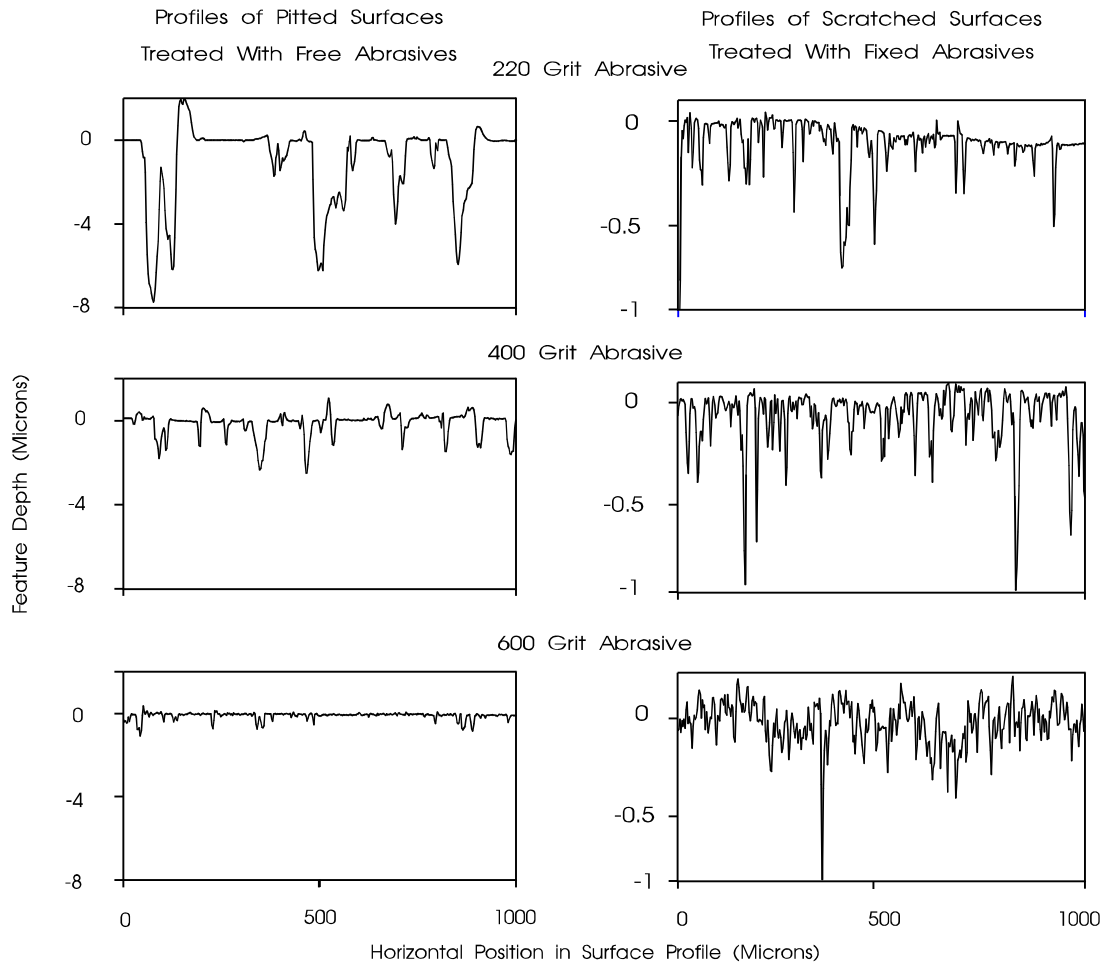 Profiles of Pitted Surfaces
Treated With Free Abrasives
Profiles of Scratched Surfaces
Treated With Fixed Abrasives
220 Grit Abrasive
0
-4
-8
0
-0.5
-1
400 Grit Abrasive
0
-4
-8
0
-0.5
-1
Feature Depth (Microns)
600 Grit Abrasive
0
-4
-8
0
-0.5
-1
0 500 1000
0 500 1000
Horizontal Position in Surface Profile (Microns)